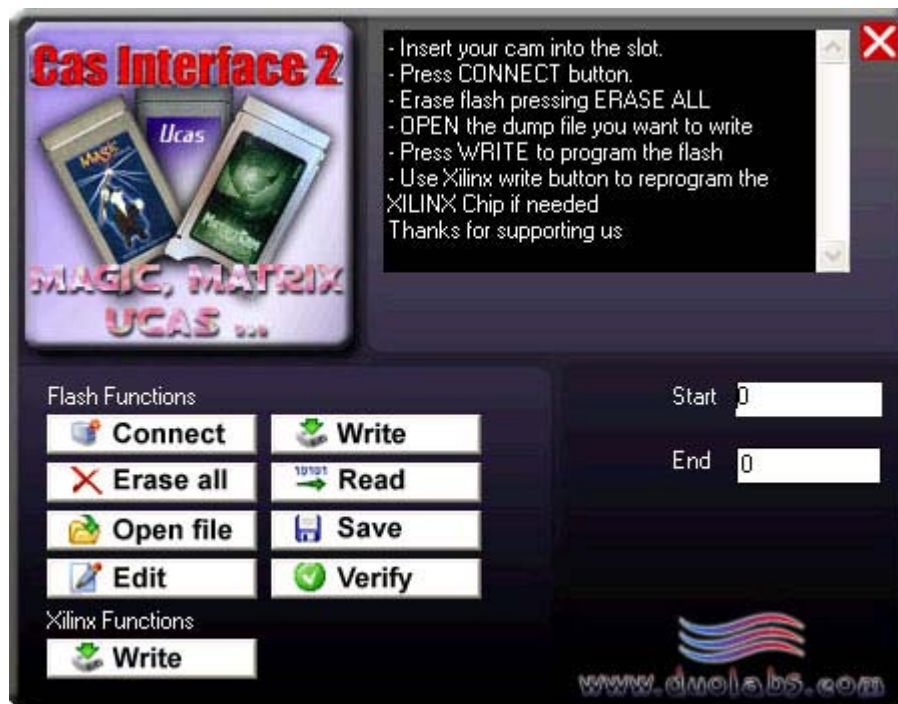 Cas Interface 2
Ucas
MAGIC
MAGIC, MATRIX
UCAS ...
- Insert your cam into the slot.
- Press CONNECT button.
- Erase flash pressing ERASE ALL
- OPEN the dump file you want to write
- Press WRITE to program the flash
- Use Xilinx write button to reprogram the
XILINX Chip if needed
Thanks for supporting us
Flash Functions
Connect
Write
Erase all
10101
Read
Open file
Save
Edit
Verify
Xilinx Functions
Write
Start 0
End 0
www.duolabs.com